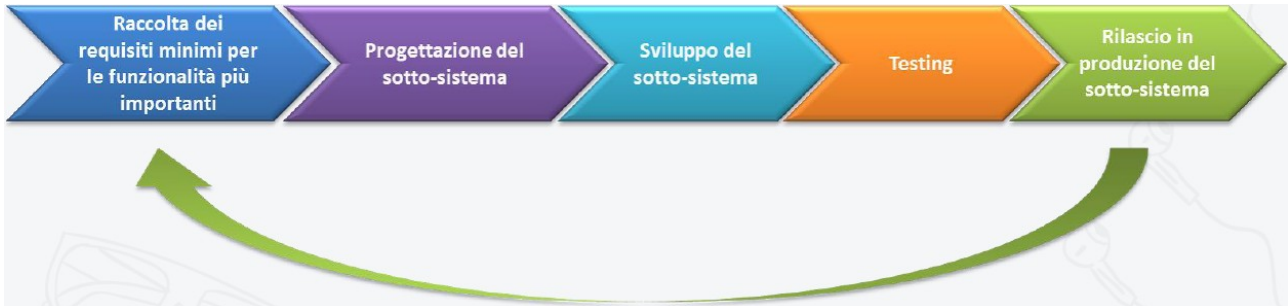 Raccolta dei
requisiti minimi per
le funzionalità più
importanti
Progettazione del
sotto-sistema
Sviluppo del
sotto-sistema
Testing
Rilascio in
produzione del
sotto-sistema